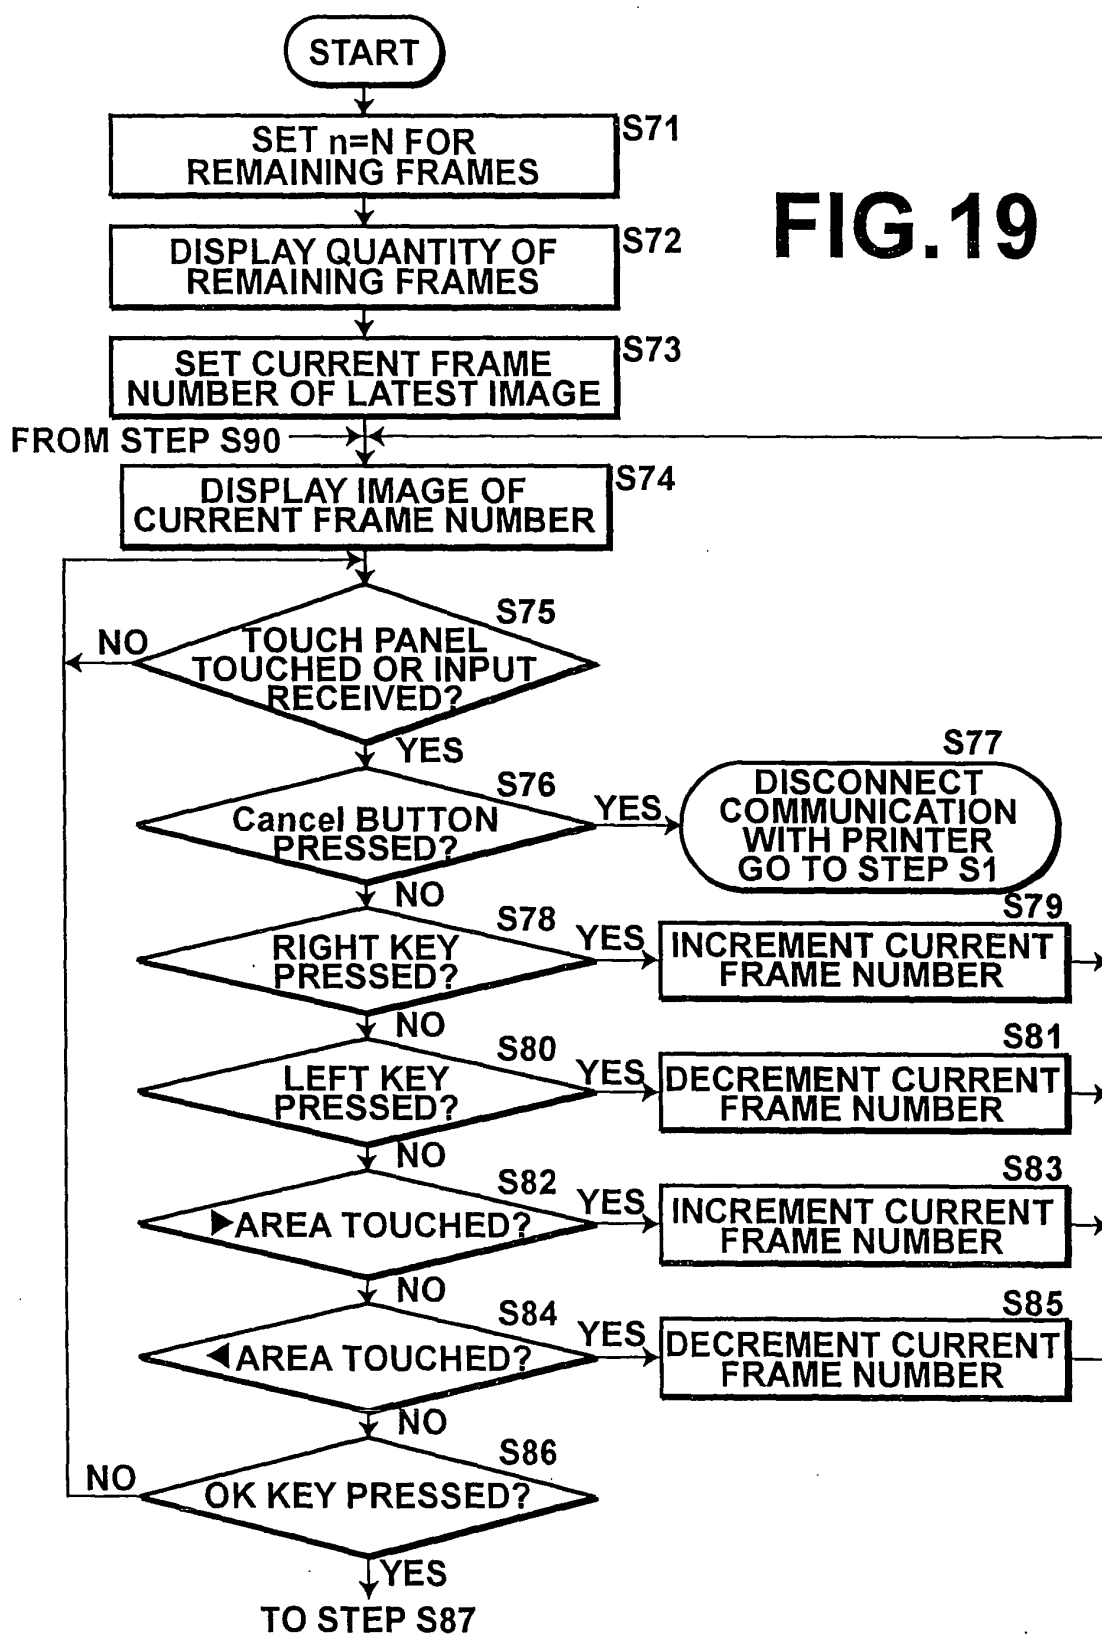 START
S71
SET n=N FOR
REMAINING FRAMES
FIG.19
S72
DISPLAY QUANTITY OF
REMAINING FRAMES
S73
SET CURRENT FRAME
NUMBER OF LATEST IMAGE
FROM STEP S90
S74
DISPLAY IMAGE OF
CURRENT FRAME NUMBER
S75
NO
TOUCH PANEL
TOUCHED OR INPUT
RECEIVED?
YES
S76
Cancel BUTTON
PRESSED?
YES
S77
DISCONNECT
COMMUNICATION
WITH PRINTER
GO TO STEP S1
NO
S78
RIGHT KEY
PRESSED?
YES
S79
INCREMENT CURRENT
FRAME NUMBER
NO
S80
LEFT KEY
PRESSED?
YES
S81
DECREMENT CURRENT
FRAME NUMBER
NO
S82
▶AREA TOUCHED?
YES
S83
INCREMENT CURRENT
FRAME NUMBER
NO
S84
◀AREA TOUCHED?
YES
S85
DECREMENT CURRENT
FRAME NUMBER
NO
S86
NO
OK KEY PRESSED?
YES
TO STEP S87